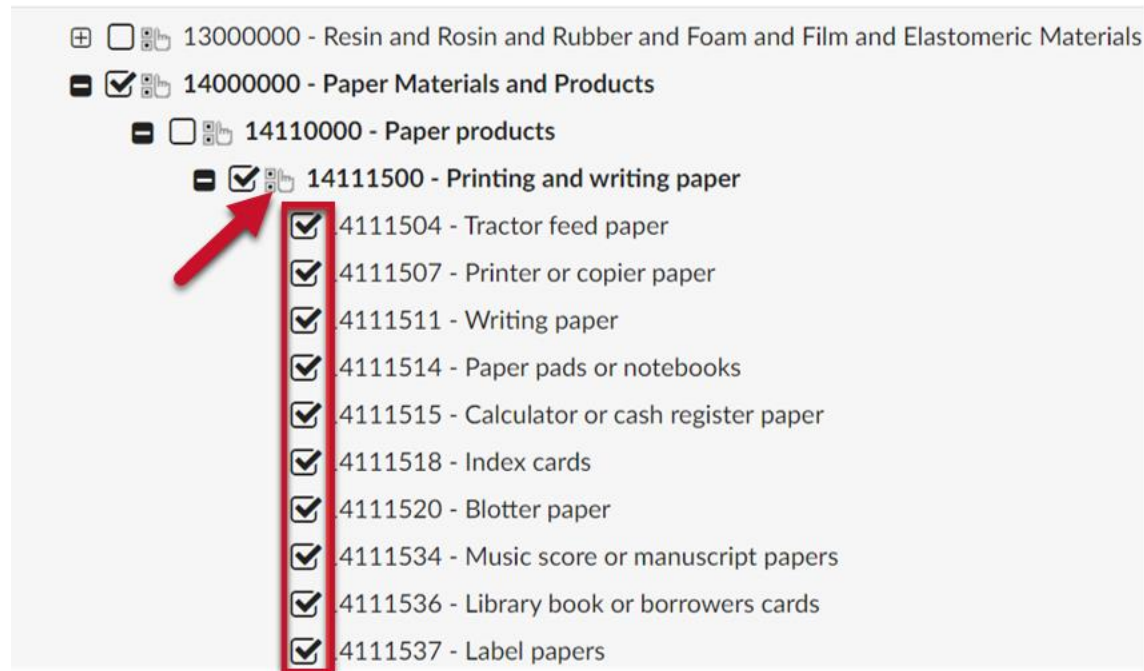 13000000 - Resin and Rosin and Rubber and Foam and Film and Elastomeric Materials
14000000 - Paper Materials and Products
14110000 - Paper products
14111500 - Printing and writing paper
4111504 - Tractor feed paper
4111507 - Printer or copier paper
4111511 - Writing paper
4111514 - Paper pads or notebooks
4111515 - Calculator or cash register paper
4111518 - Index cards
4111520 - Blotter paper
4111534 - Music score or manuscript papers
4111536 - Library book or borrowers cards
4111537 - Label papers